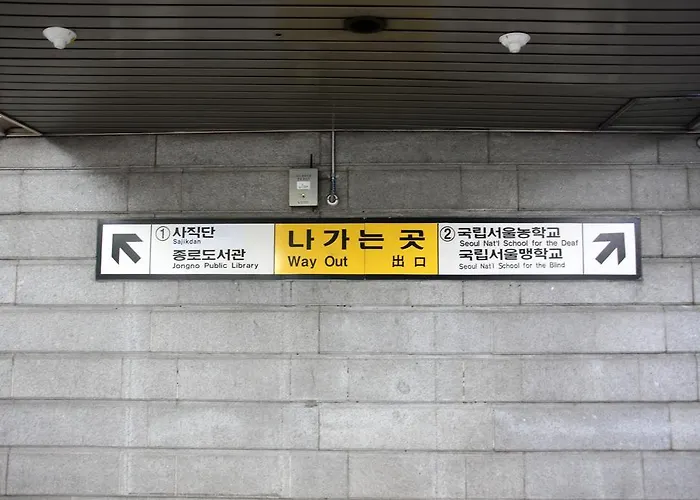 ① 사직단
Sajikdan
종로도서관
Jongno Public Library
나가는 곳
Way Out 出口
② 국립서울농학교
Seoul Nat'l School for the Deaf
국립서울맹학교
Seoul Nat'l School for the Blind